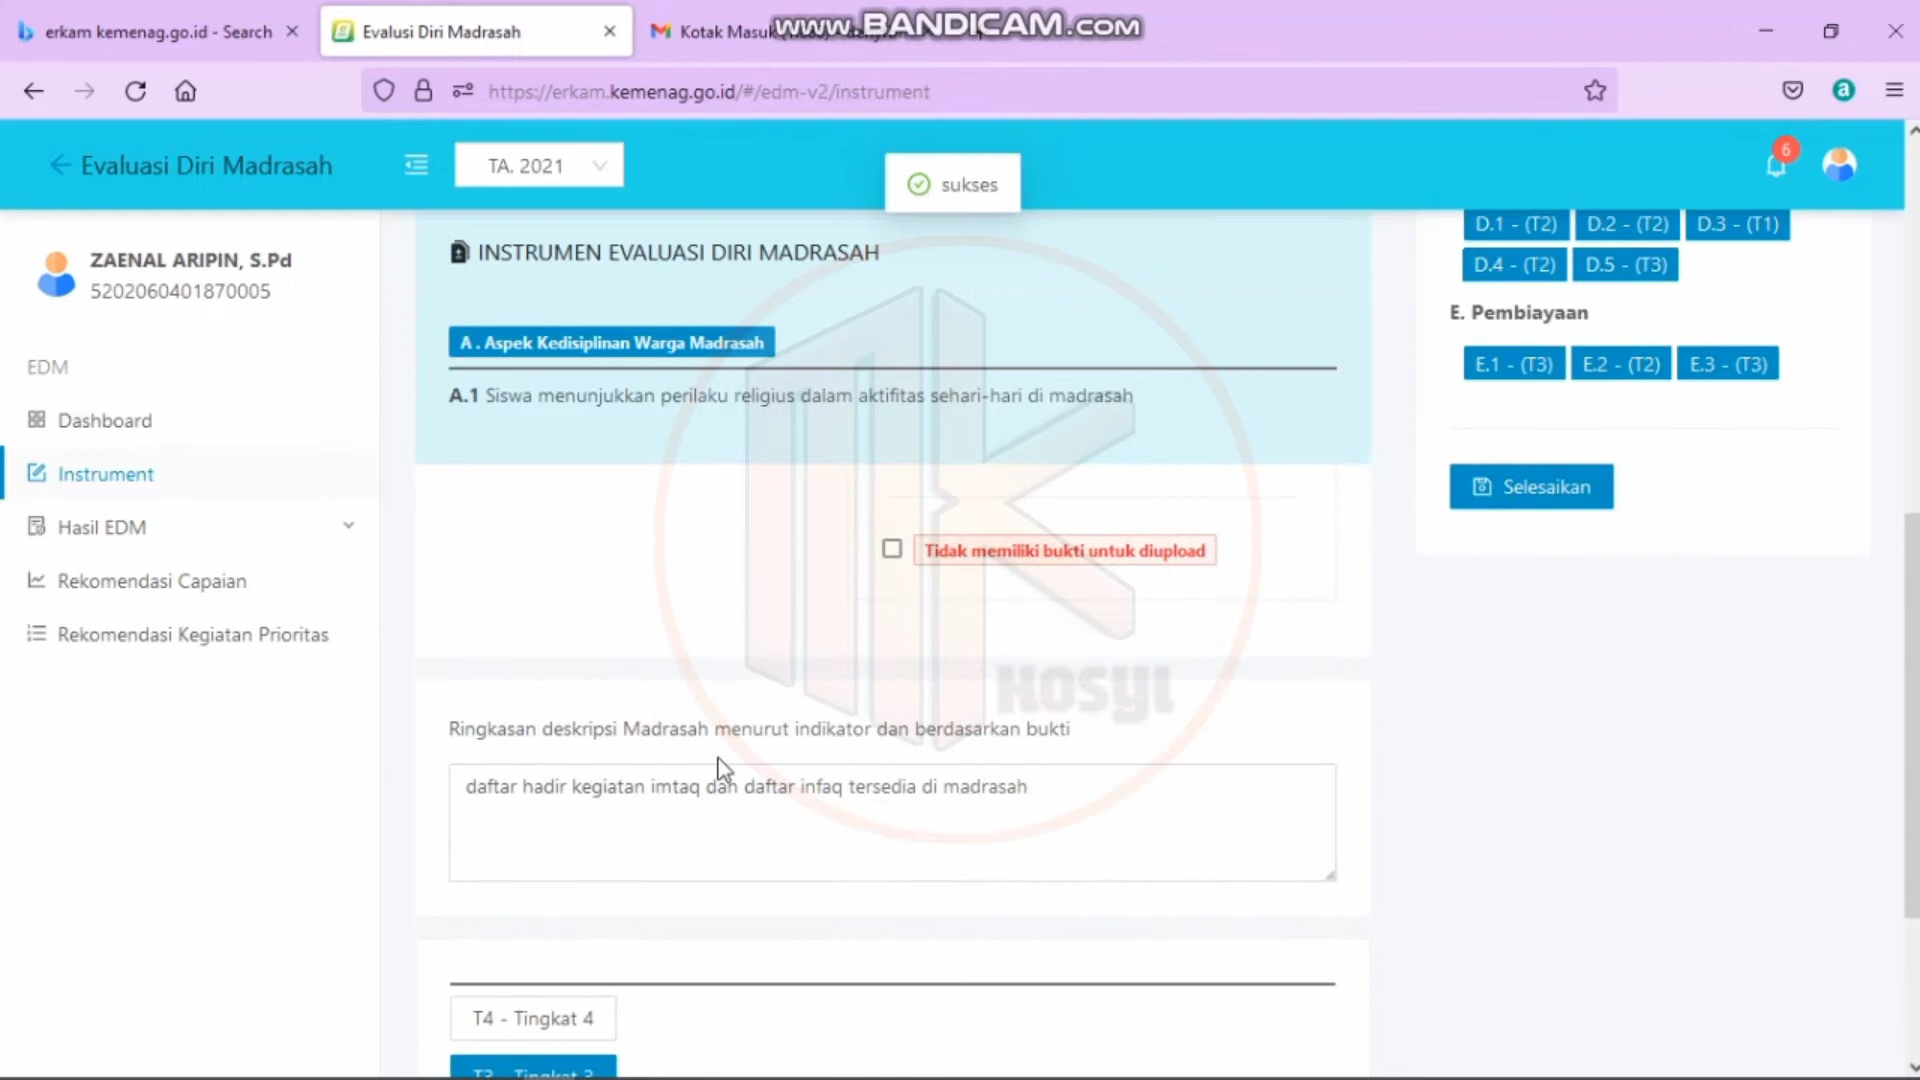 erkam kemenag.go.id - Search
Evalusi Diri Madrasah
Kotak Masuk
www.BANDICAM.com
https://erkam.kemenag.go.id/#/edm-v2/instrument
Evaluasi Diri Madrasah
TA. 2021
sukses
6
ZAENAL ARIPIN, S.Pd
5202060401870005
EDM
Dashboard
Instrument
Hasil EDM
Rekomendasi Capaian
Rekomendasi Kegiatan Prioritas
INSTRUMEN EVALUASI DIRI MADRASAH
A . Aspek Kedisiplinan Warga Madrasah
A.1 Siswa menunjukkan perilaku religius dalam aktifitas sehari-hari di madrasah
Tidak memiliki bukti untuk diupload
Hosyl
Ringkasan deskripsi Madrasah menurut indikator dan berdasarkan bukti
daftar hadir kegiatan imtaq dan daftar infaq tersedia di madrasah
T4 - Tingkat 4
T3 - Tingkat 3
D.1 - (T2) D.2 - (T2) D.3 - (T1)
D.4 - (T2) D.5 - (T3)
E. Pembiayaan
E.1 - (T3) E.2 - (T2) E.3 - (T3)
Selesaikan